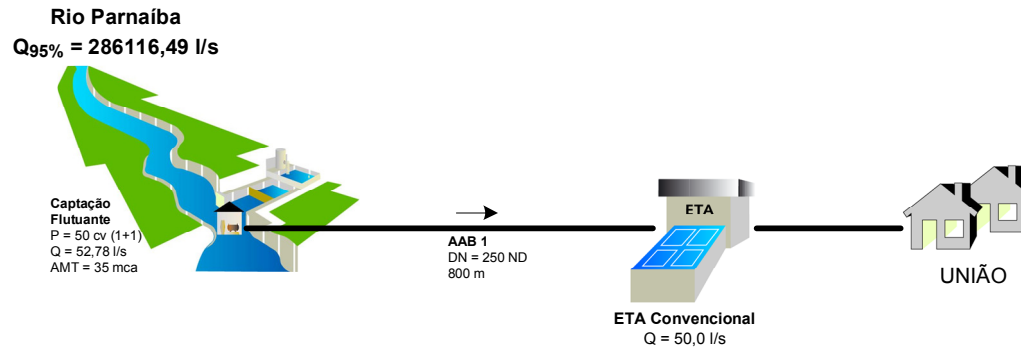 Rio Parnaíba
Q95% = 286116,49 l/s
Captação
Flutuante
P = 50 cv (1+1)
Q = 52,78 l/s
AMT = 35 mca
AAB 1
DN = 250 ND
800 m
ETA
ETA Convencional
Q = 50,0 l/s
UNIÃO